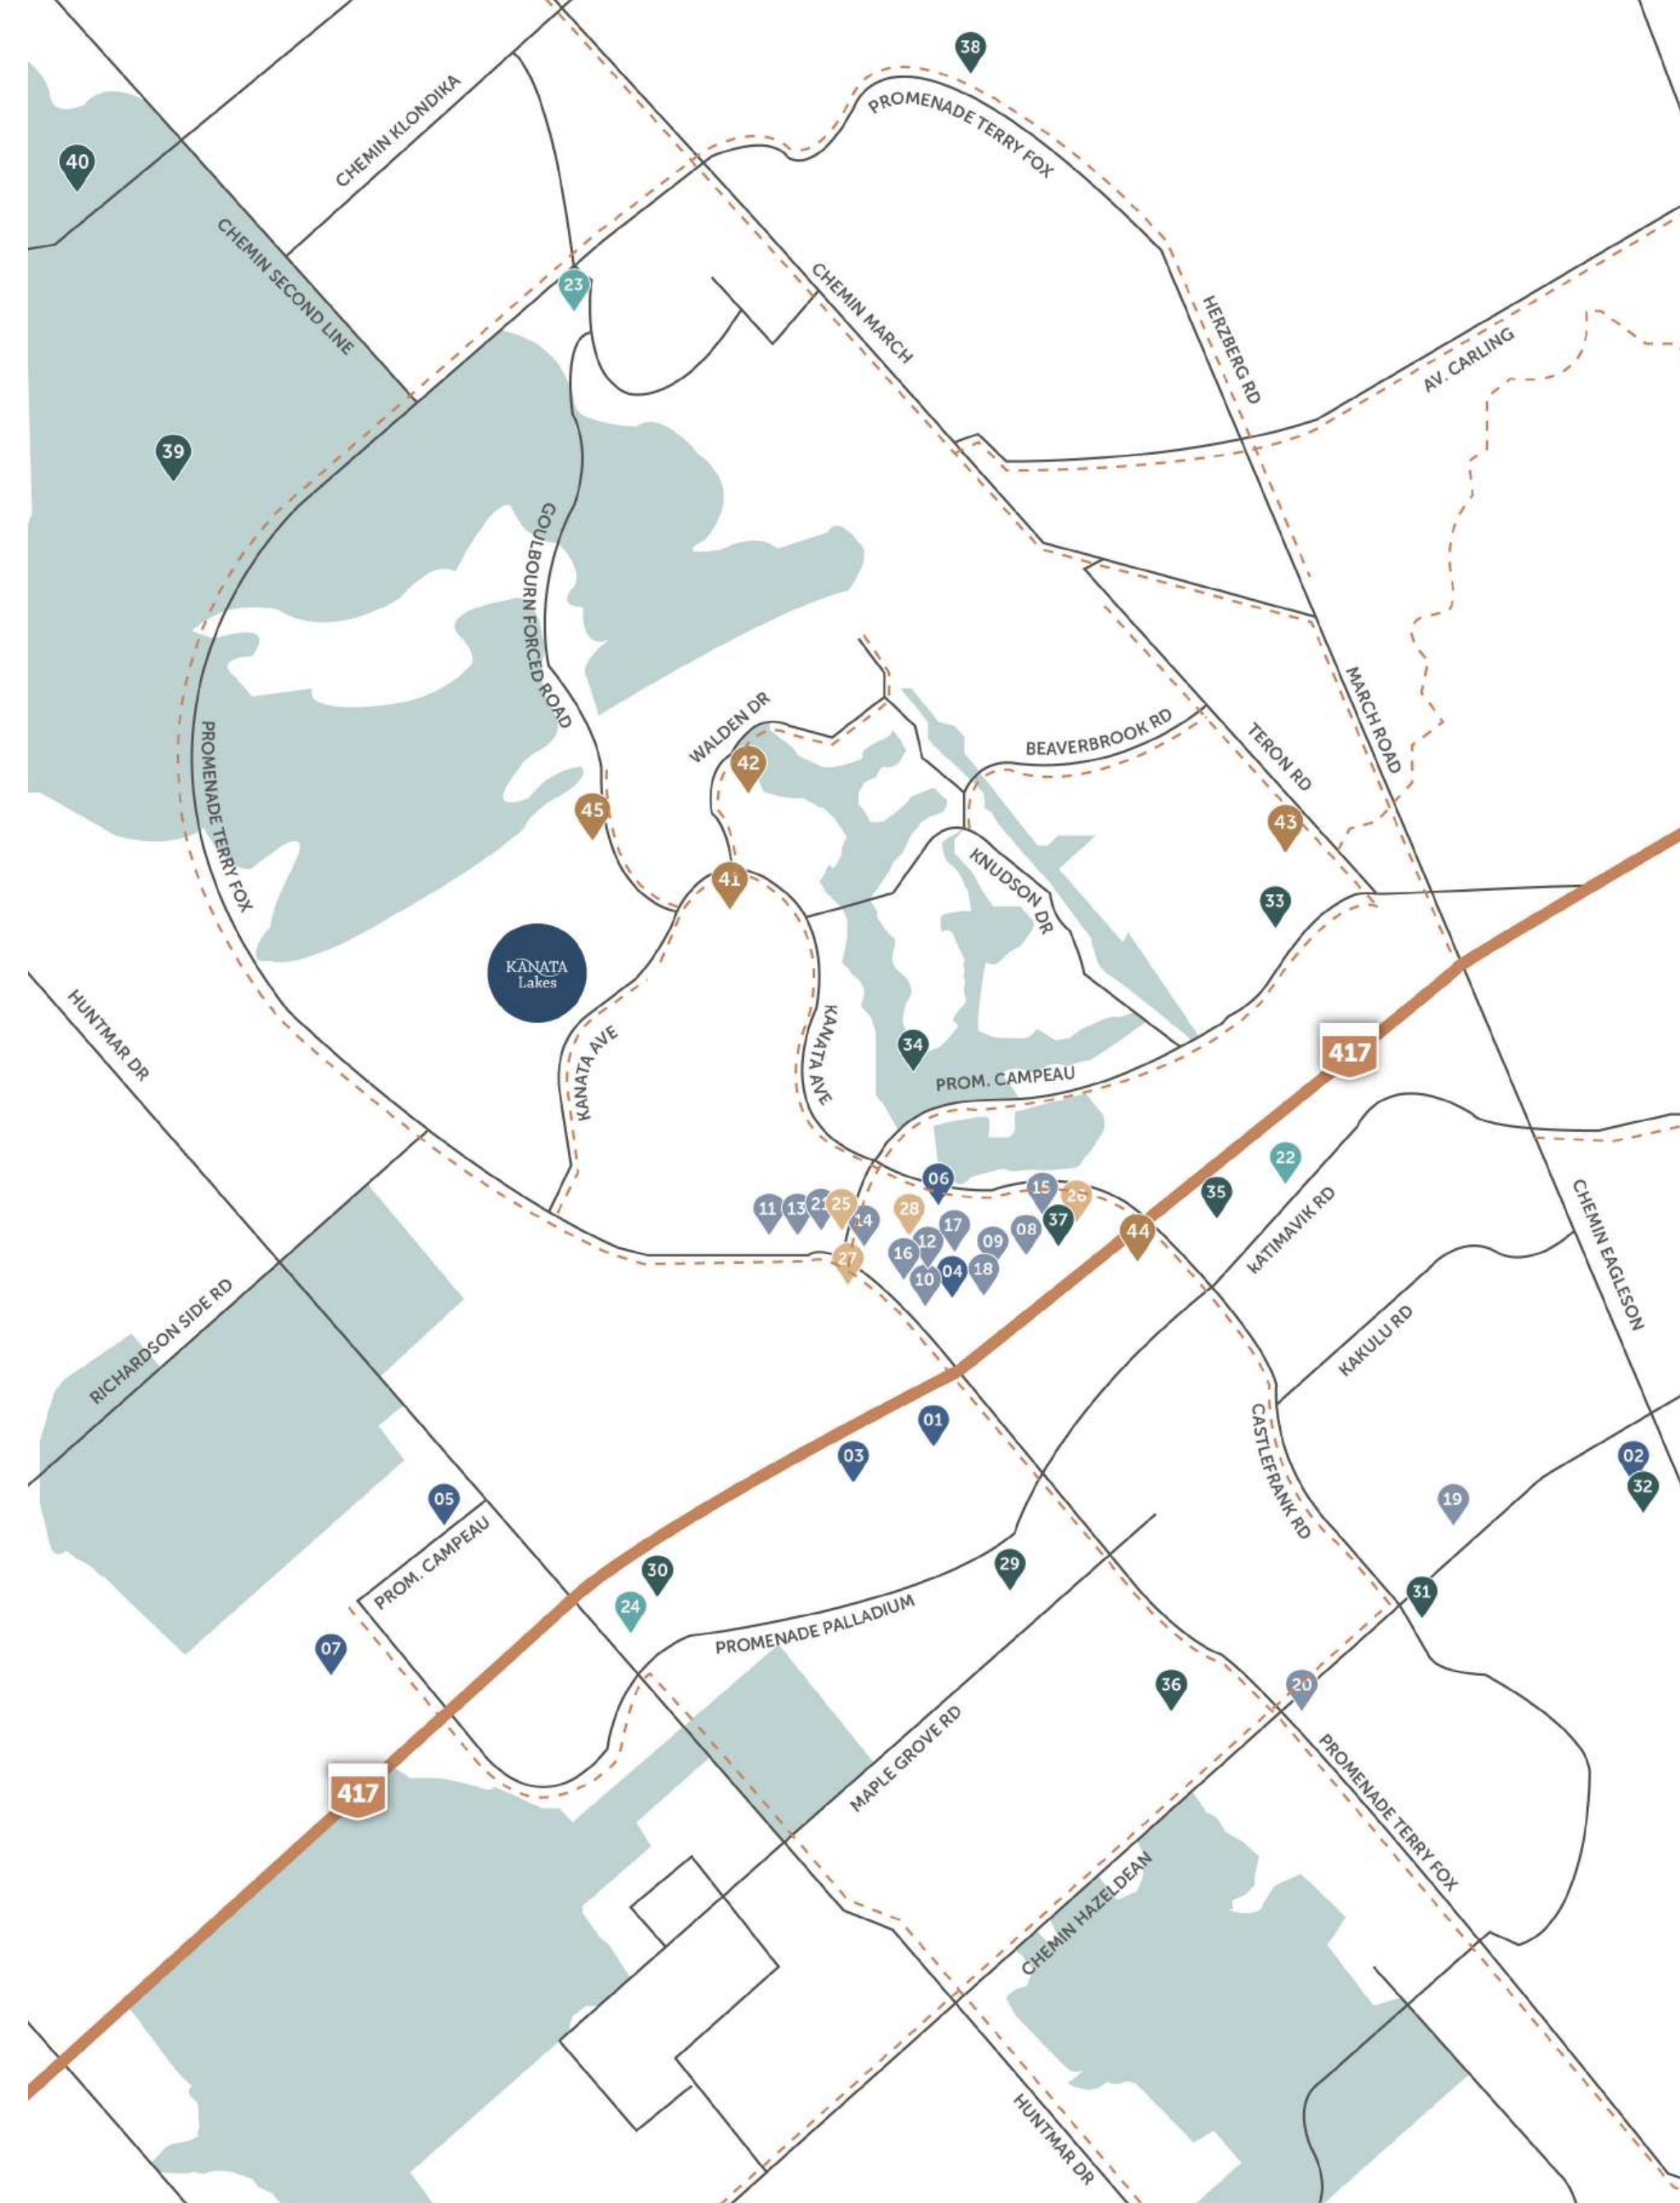 38
PROMENADE TERRY FOX
CHEMIN KLONDIKA
40
CHEMIN SECOND LINE
23
CHEMIN MARCH
HERZBERG RD
AV. CARLING
39
GOULBOURN FORCED ROAD
PROMENADE TERRY FOX
WALDEN DR
42
BEAVERBROOK RD
TERON RD
MARCH ROAD
45
43
41
KNUDSON DR
33
KANATA
Lakes
HUNTMAR DR
KANATA AVE
KANATA AVE
34
PROM. CAMPEAU
417
22
35
KATIMAVIK RD
CHEMIN EAGLESON
06
15
26
11
13
21
25
14
28
37
17
08
44
12
09
16
27
10
04
18
RICHARDSON SIDE RD
KAKULU RD
01
03
CASTLEFRANK RD
02
32
19
05
PROM. CAMPEAU
30
29
24
31
PROMENADE PALLADIUM
07
36
20
MAPLE GROVE RD
PROMENADE TERRY FOX
417
CHEMIN HAZELDEAN
HUNTMAR DR